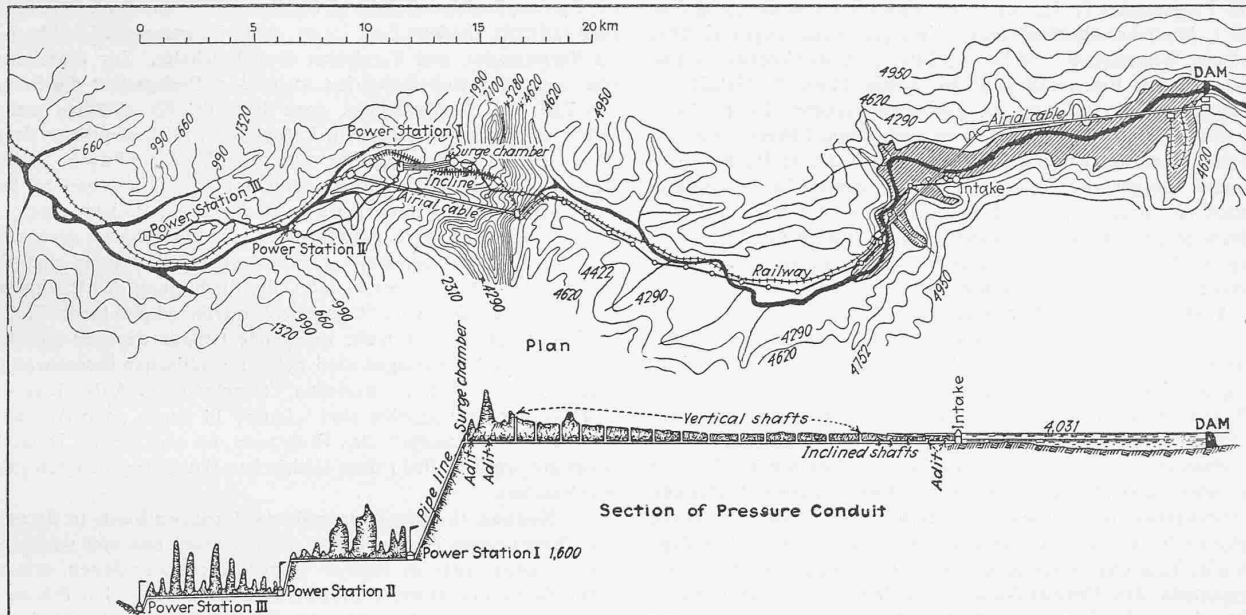 0 5 10 15 20 km
660
990
660
990
1320
990
Power Station III
Power Station I
Surge chamber
Incline
Airial cable
Power Station II
5280
4620
4620
4950
4950
4620
4290
DAM
Airial cable
4620
Intake
Railway
4422
4620
4290
4290
4620
4752
4950
2310
4290
990
660
990
1320
Plan
Surge chamber
Vertical shafts
Intake
4,031
DAM
Adit
Adit
Inclined shafts
Adit
Pipe line
Section of Pressure Conduit
Power Station I 1,600
Power Station II
Power Station III